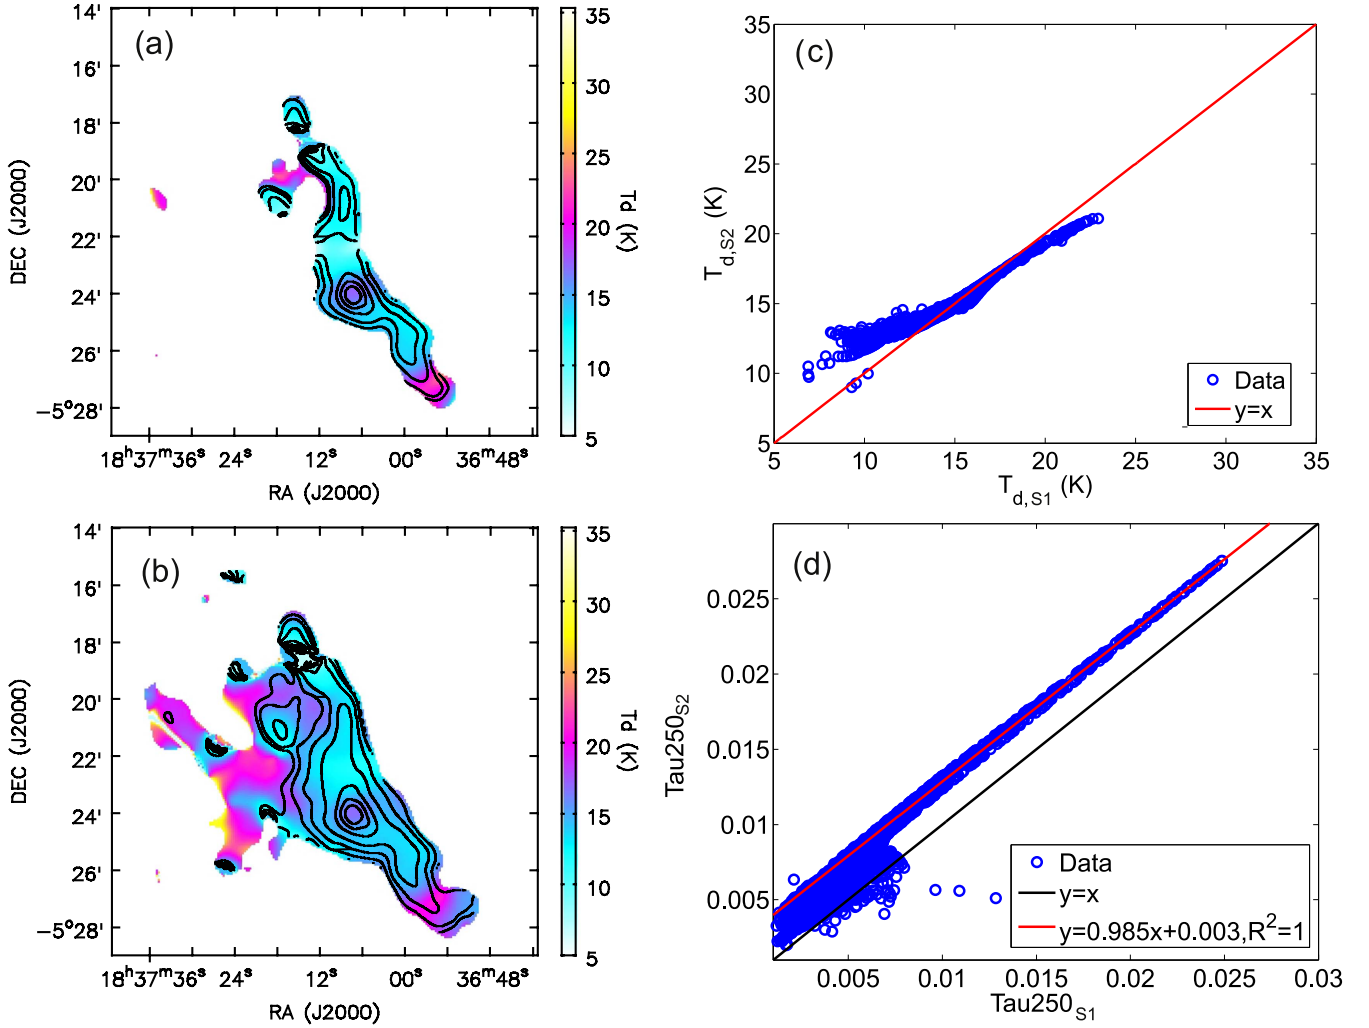 14'
16'
18'
20'
22'
24'
26'
−5°28'
DEC (J2000)
(a)
18ʰ37ᵐ36ˢ 24ˢ 12ˢ 00ˢ 36ᵐ48ˢ
RA (J2000)
35
30
25
20
15
10
5
Td (K)
(c)
35
30
25
20
15
10
5
T_d,S2 (K)
Data
y=x
5 10 15 20 25 30 35
T_d,S1 (K)
14'
16'
18'
20'
22'
24'
26'
−5°28'
DEC (J2000)
(b)
18ʰ37ᵐ36ˢ 24ˢ 12ˢ 00ˢ 36ᵐ48ˢ
RA (J2000)
35
30
25
20
15
10
5
Td (K)
(d)
0.025
0.02
0.015
0.01
0.005
Tau250_S2
Data
y=x
y=0.985x+0.003,R²=1
0.005 0.01 0.015 0.02 0.025 0.03
Tau250_S1